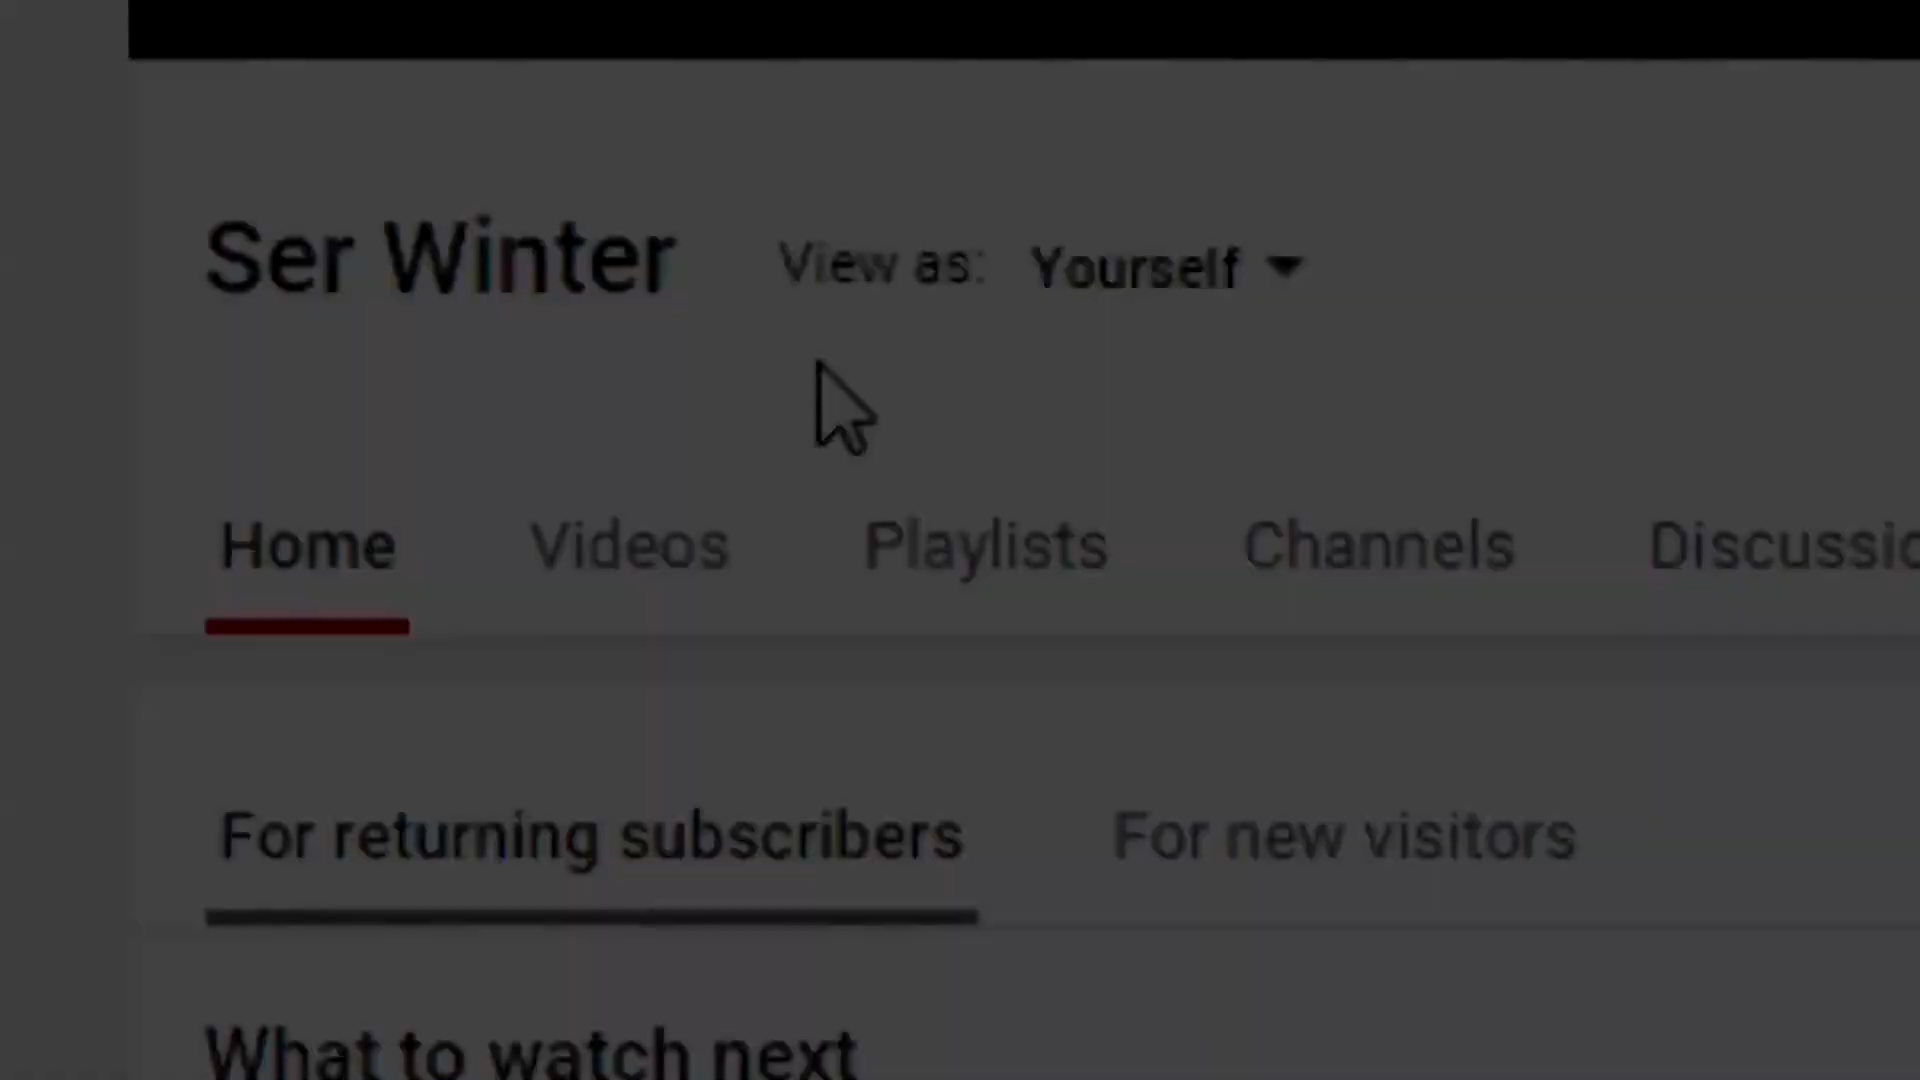 Ser Winter View as: Yourself
Home Videos Playlists Channels Discussio
For returning subscribers For new visitors
What to watch next